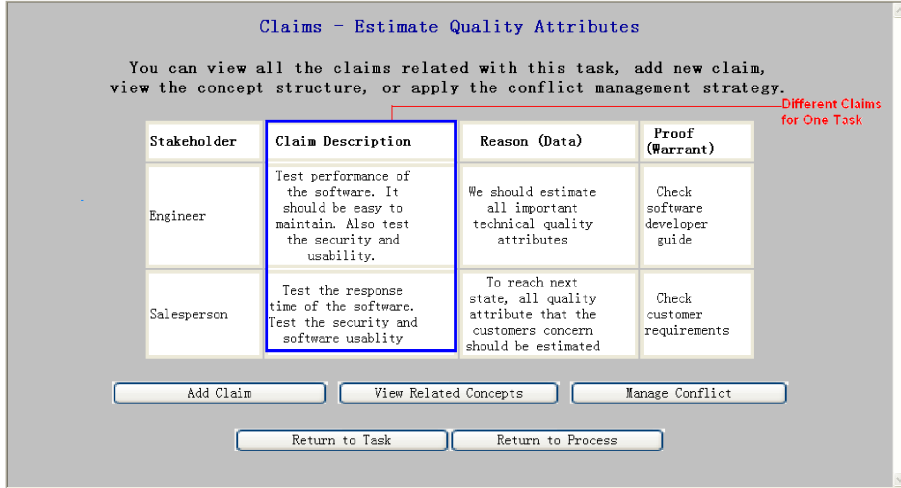 Claims - Estimate Quality Attributes
You can view all the claims related with this task, add new claim,
view the concept structure, or apply the conflict management strategy.
Different Claims
for One Task
Stakeholder
Claim Description
Reason (Data)
Proof
(Warrant)
Engineer
Test performance of
the software. It
should be easy to
maintain. Also test
the security and
usability.
We should estimate
all important
technical quality
attributes
Check
software
developer
guide
Salesperson
Test the response
time of the software.
Test the security and
software usablity
To reach next
state, all quality
attribute that the
customers concern
should be estimated
Check
customer
requirements
Add Claim
View Related Concepts
Manage Conflict
Return to Task
Return to Process